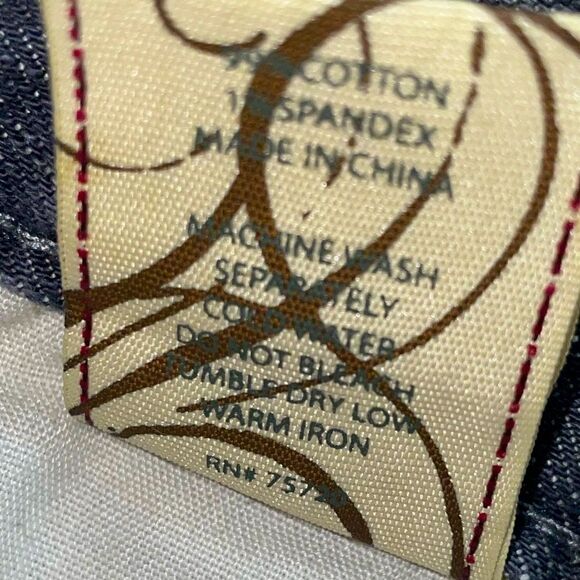 COTTON
1% SPANDEX
MADE IN CHINA
MACHINE WASH
SEPARATELY
COLD WATER
DO NOT BLEACH
TUMBLE DRY LOW
WARM IRON
RN#